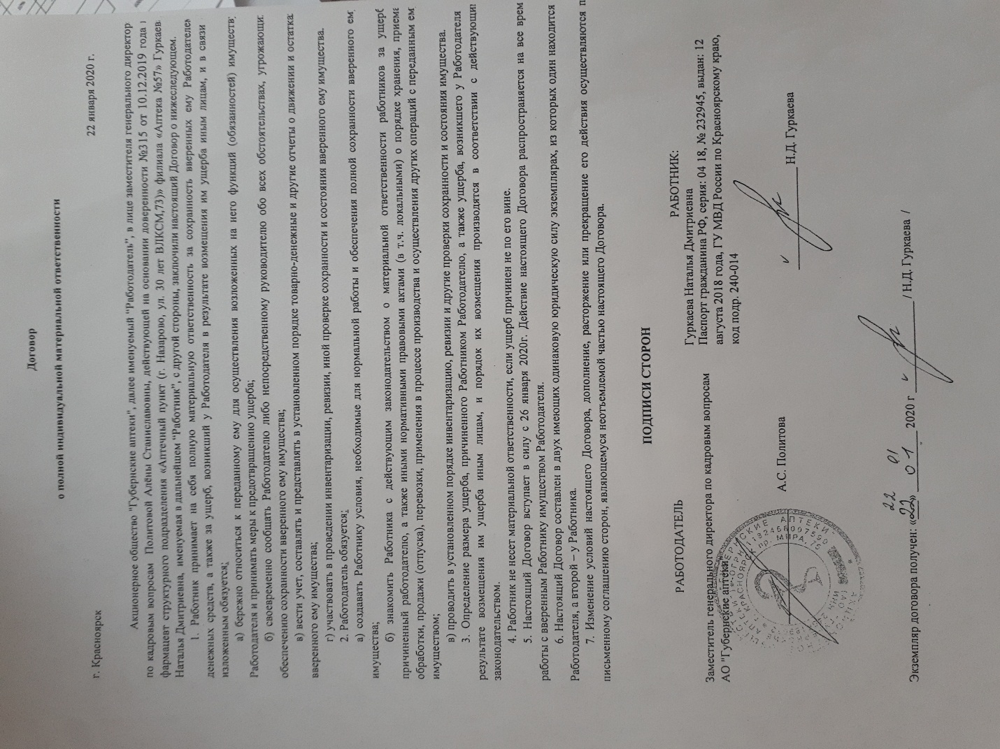 Договор
о полной индивидуальной материальной ответственности
г. Красноярск 22 января 2020 г.
Акционерное общество "Губернские аптеки", далее именуемый “Работодатель”, в лице заместителя генерального директор
по кадровым вопросам Политовой Алёны Станиславовны, действующей на основании доверенности №315 от 10.12.2019 года
фармацевт структурного подразделения «Аптечный пункт (г. Назарово, ул. 30 лет ВЛКСМ,73)» филиала «Аптека №57» Гуркаев
Наталья Дмитриевна, именуемая в дальнейшем “Работник”, с другой стороны, заключили настоящий Договор о нижеследующем.
1. Работник принимает на себя полную материальную ответственность за сохранность вверенных ему Работодателем
денежных средств, а также за ущерб, возникший у Работодателя в результате возмещения им ущерба иным лицам, и в связи
изложенным обязуется:
а) бережно относиться к переданному ему для осуществления возложенных на него функций (обязанностей) имуществ
Работодателя и принимать меры к предотвращению ущерба;
б) своевременно сообщать Работодателю либо непосредственному руководителю обо всех обстоятельствах, угрожающи
обеспечению сохранности вверенного ему имущества;
в) вести учет, составлять и представлять в установленном порядке товарно-денежные и другие отчеты о движении и остатка
вверенного ему имущества;
г) участвовать в проведении инвентаризации, ревизии, иной проверке сохранности и состояния вверенного ему имущества.
2. Работодатель обязуется:
а) создавать Работнику условия, необходимые для нормальной работы и обеспечения полной сохранности вверенного ем
имущества;
б) знакомить Работника с действующим законодательством о материальной ответственности работников за ущерб
причиненный работодателю, а также иными нормативными правовыми актами (в т.ч. локальными) о порядке хранения, прием
обработки, продажи (отпуска), перевозки, применения в процессе производства и осуществления других операций с переданным ем
имуществом;
в) проводить в установленном порядке инвентаризацию, ревизии и другие проверки сохранности и состояния имущества.
3. Определение размера ущерба, причиненного Работником Работодателю, а также ущерба, возникшего у Работодателя
результате возмещения им ущерба иным лицам, и порядок их возмещения производятся в соответствии с действующи
законодательством.
4. Работник не несет материальной ответственности, если ущерб причинен не по его вине.
5. Настоящий Договор вступает в силу с 26 января 2020г. Действие настоящего Договора распространяется на все врем
работы с вверенным Работнику имуществом Работодателя.
6. Настоящий Договор составлен в двух имеющих одинаковую юридическую силу экземплярах, из которых один находится
Работодателя, а второй – у Работника.
7. Изменение условий настоящего Договора, дополнение, расторжение или прекращение его действия осуществляются п
письменному соглашению сторон, являющемуся неотъемлемой частью настоящего Договора.
ПОДПИСИ СТОРОН
РАБОТОДАТЕЛЬ РАБОТНИК:
Гуркаева Наталья Дмитриевна
Заместитель генерального директора по кадровым вопросам Паспорт гражданина РФ, серия: 04 18, № 232945, выдан: 12
АО "Губернские аптеки" августа 2018 года, ГУ МВД России по Красноярскому краю,
код подр. 240-014
А.С. Политова Н.Д. Гуркаева
22 01
Экземпляр договора получен: «22» 01 2020 г / Н.Д. Гуркаева /